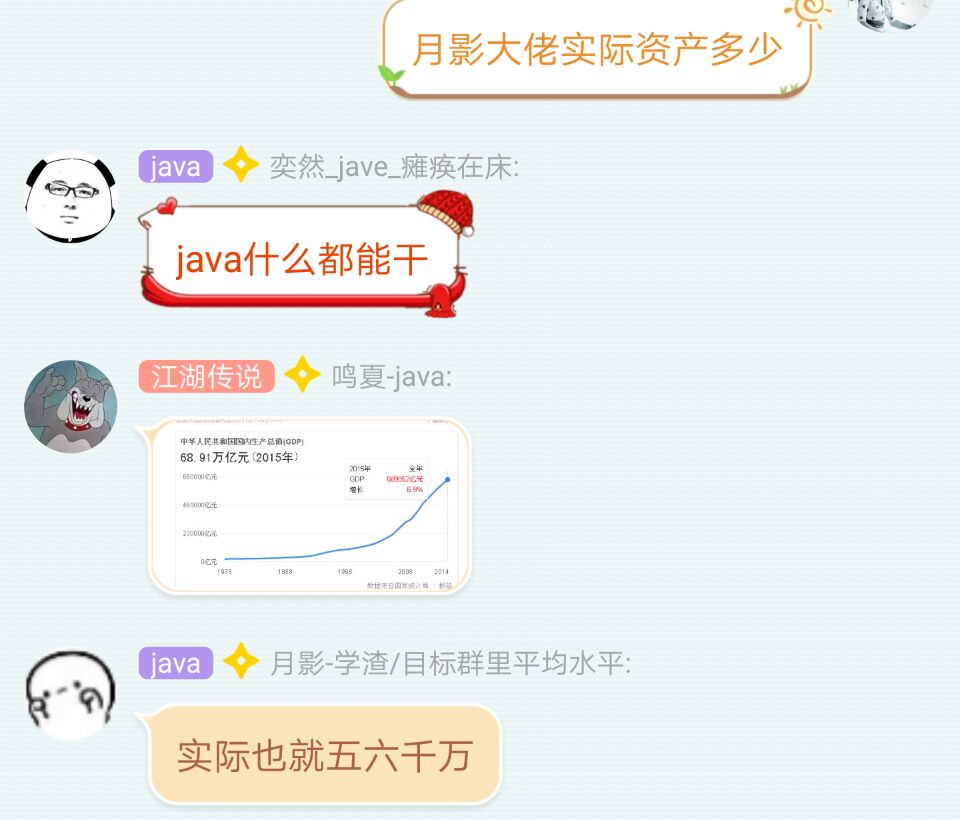 月影大佬实际资产多少
java 奕然_jave_瘫痪在床:
java什么都能干
江湖传说 鸣夏-java:
中华人民共和国国内生产总值(GDP)
68.91万亿元(2015年)
2015年 全年
GDP 689052亿元
增长 6.9%
690000亿元
460000亿元
230000亿元
0亿元
1978 1988 1998 2008 2014
数据来自国家统计局
java 月影-学渣/目标群里平均水平:
实际也就五六千万